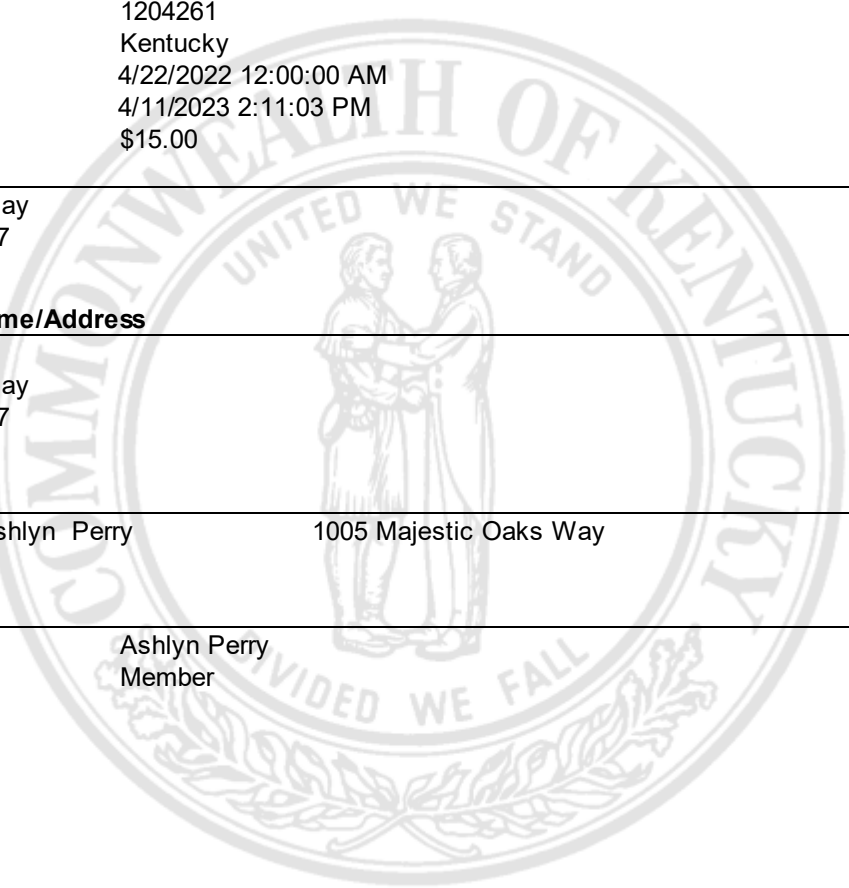 1204261
Kentucky
4/22/2022 12:00:00 AM
4/11/2023 2:11:03 PM
$15.00
ay
7
me/Address
ay
7
shlyn Perry 1005 Majestic Oaks Way
Ashlyn Perry
Member
COMMONWEALTH OF KENTUCKY
UNITED WE STAND
DIVIDED WE FALL